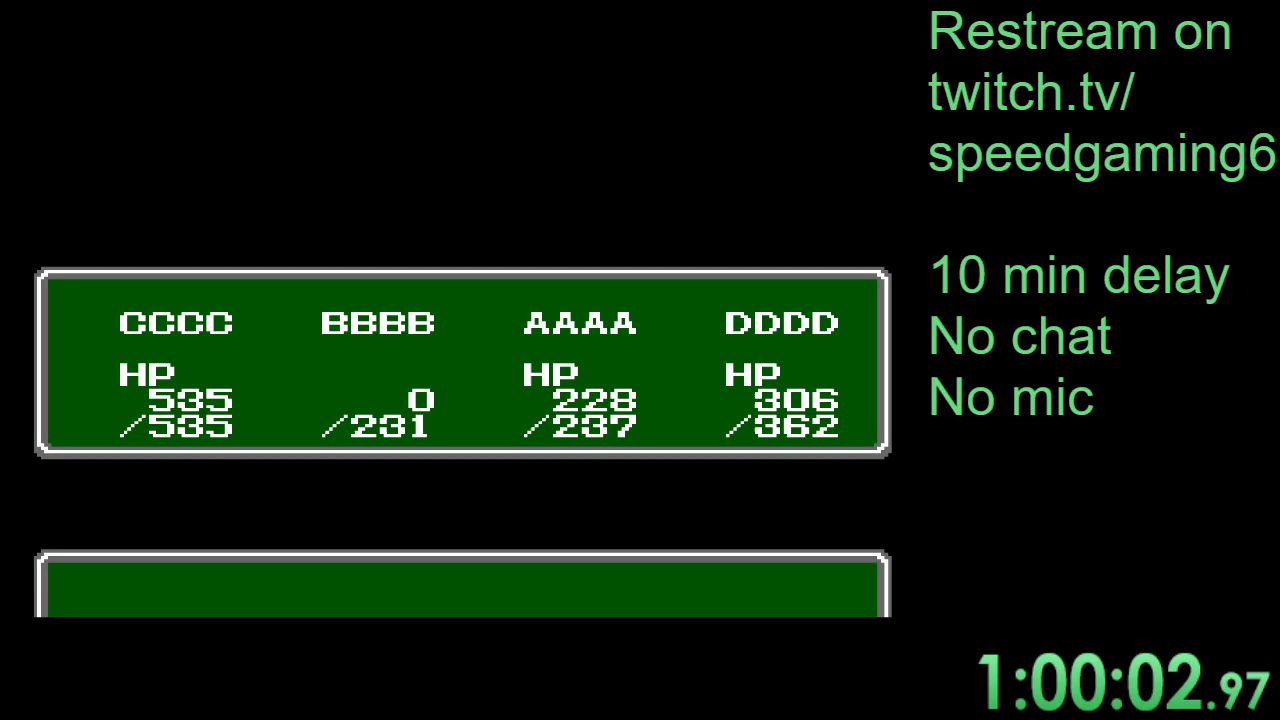 Restream on
twitch.tv/
speedgaming6
10 min delay
No chat
No mic
CCCC BBBB AAAA DDDD
HP HP HP
535 0 228 306
/535 /231 /237 /362
1:00:02.97